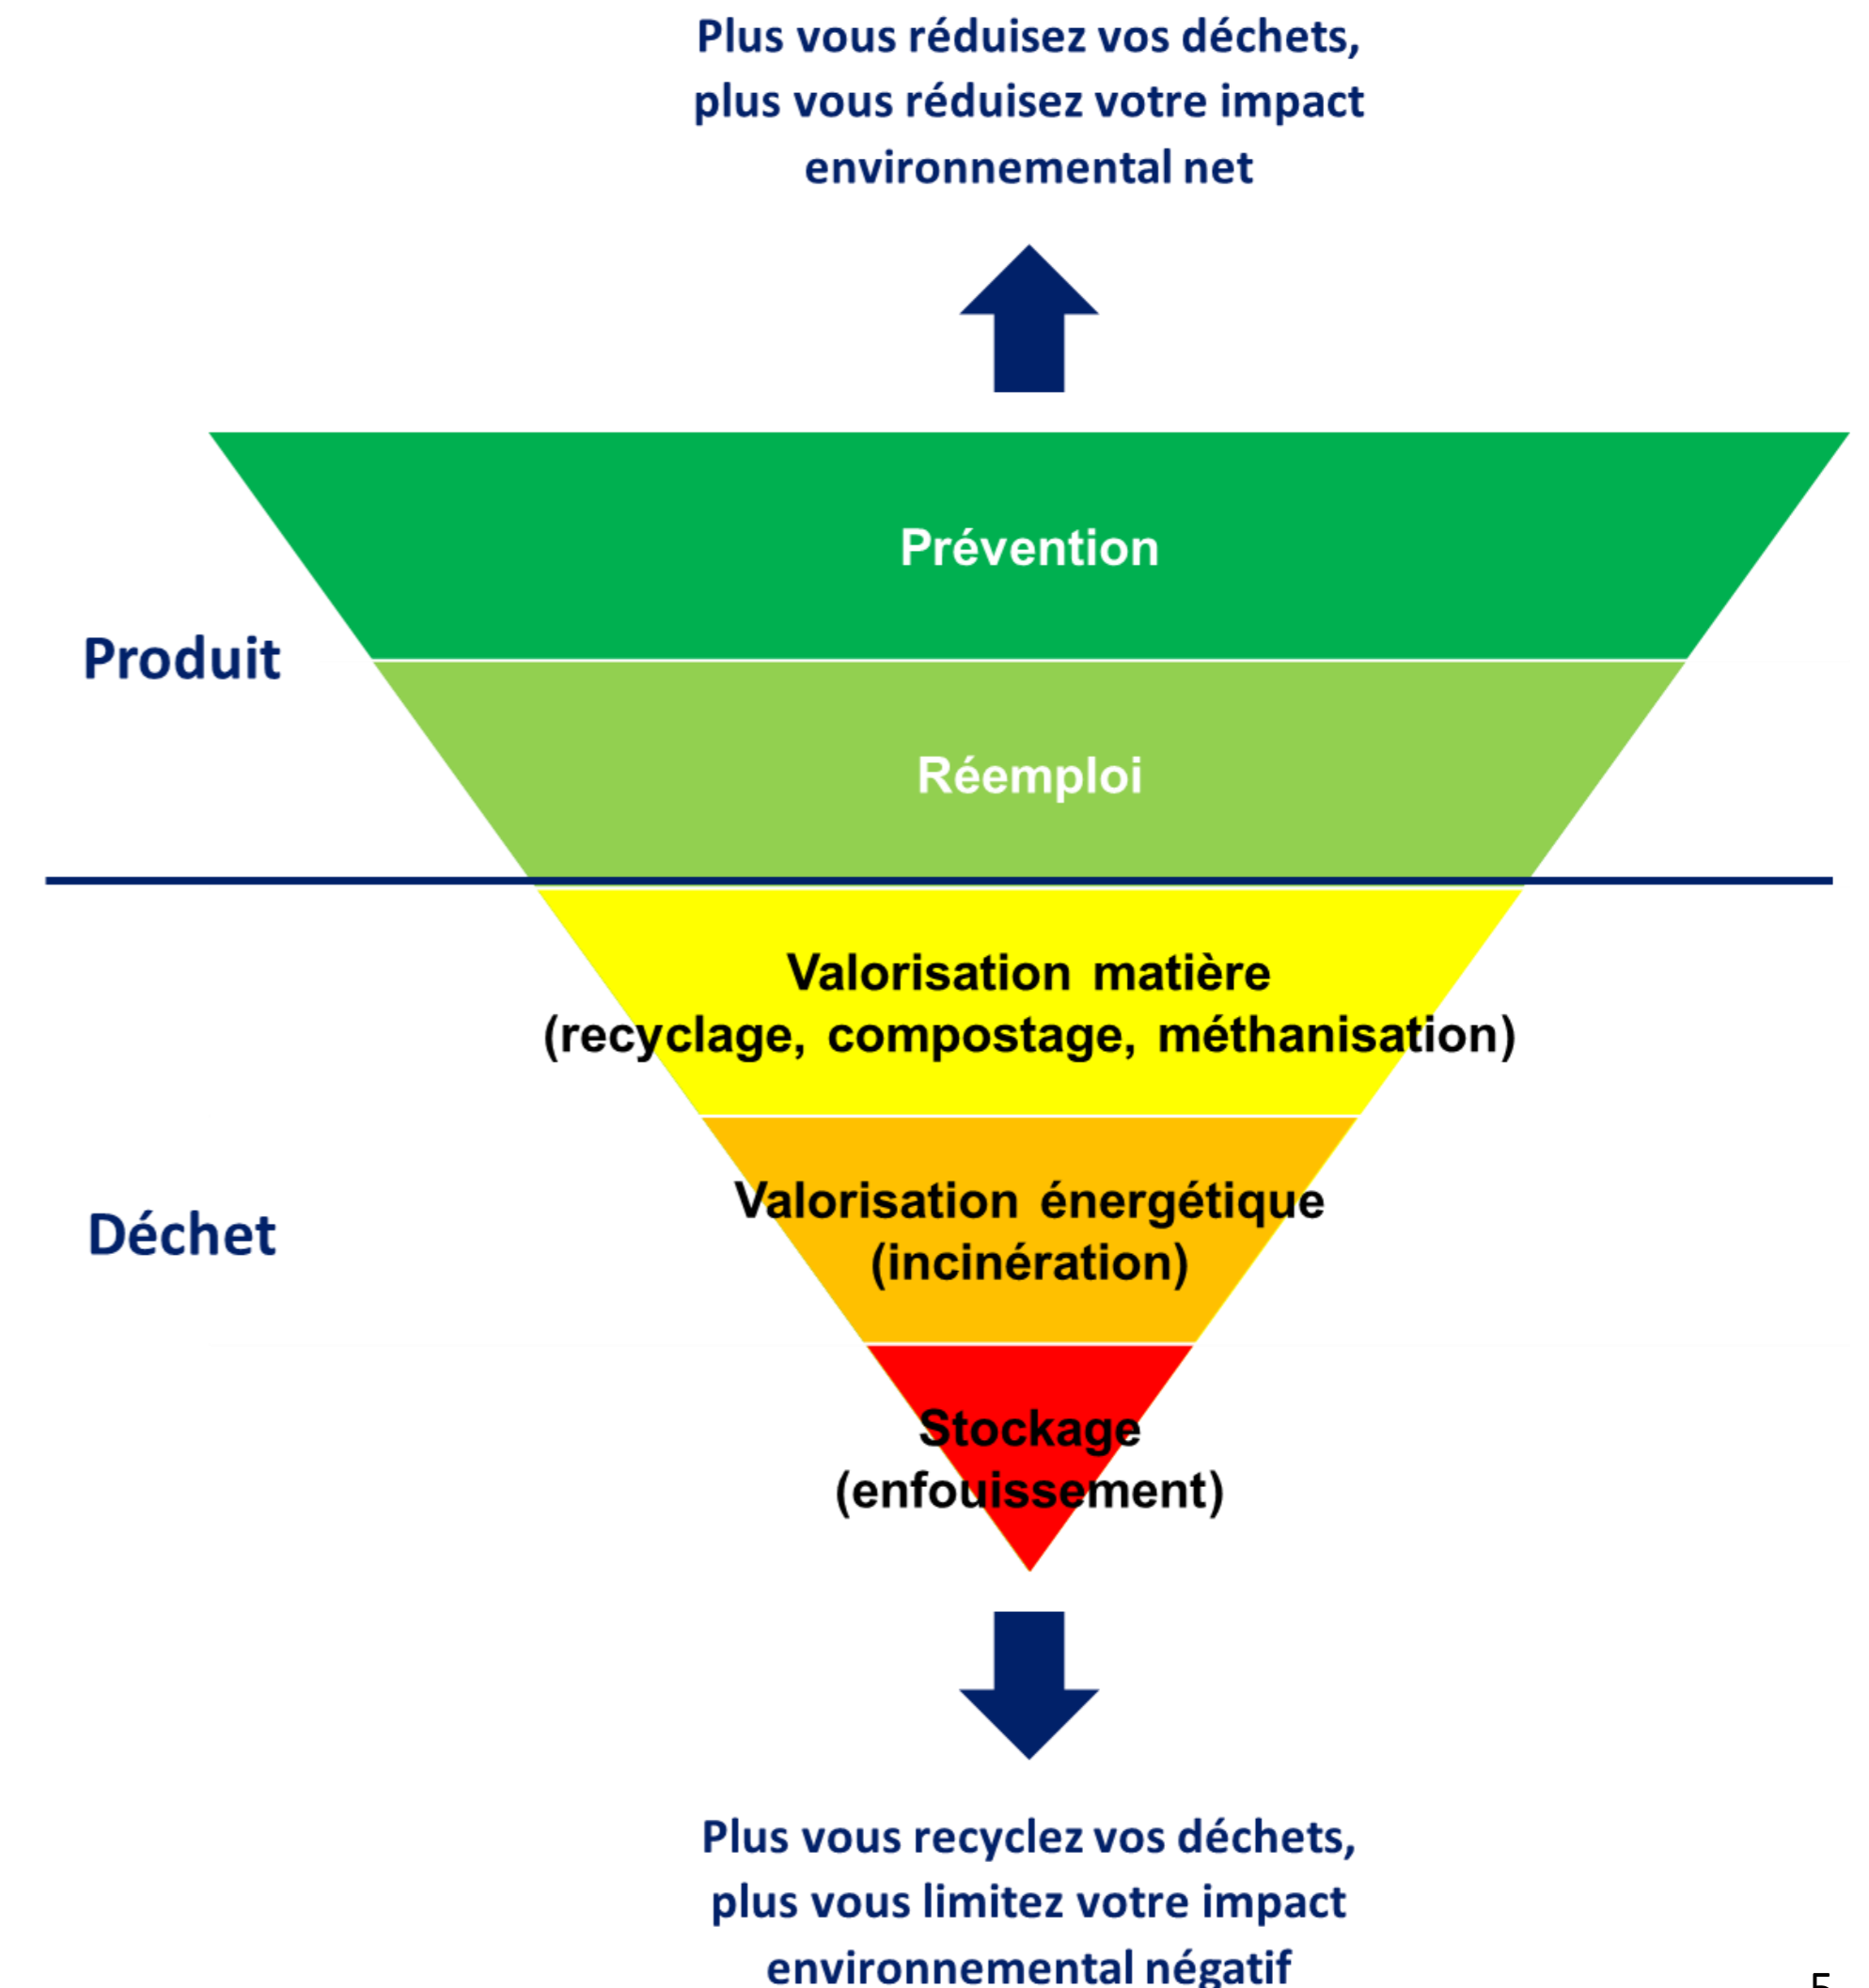 Plus vous réduisez vos déchets,
plus vous réduisez votre impact
environnemental net
Prévention
Produit
Réemploi
Valorisation matière
(recyclage, compostage, méthanisation)
Valorisation énergétique
(incinération)
Déchet
Stockage
(enfouissement)
Plus vous recyclez vos déchets,
plus vous limitez votre impact
environnemental négatif
5